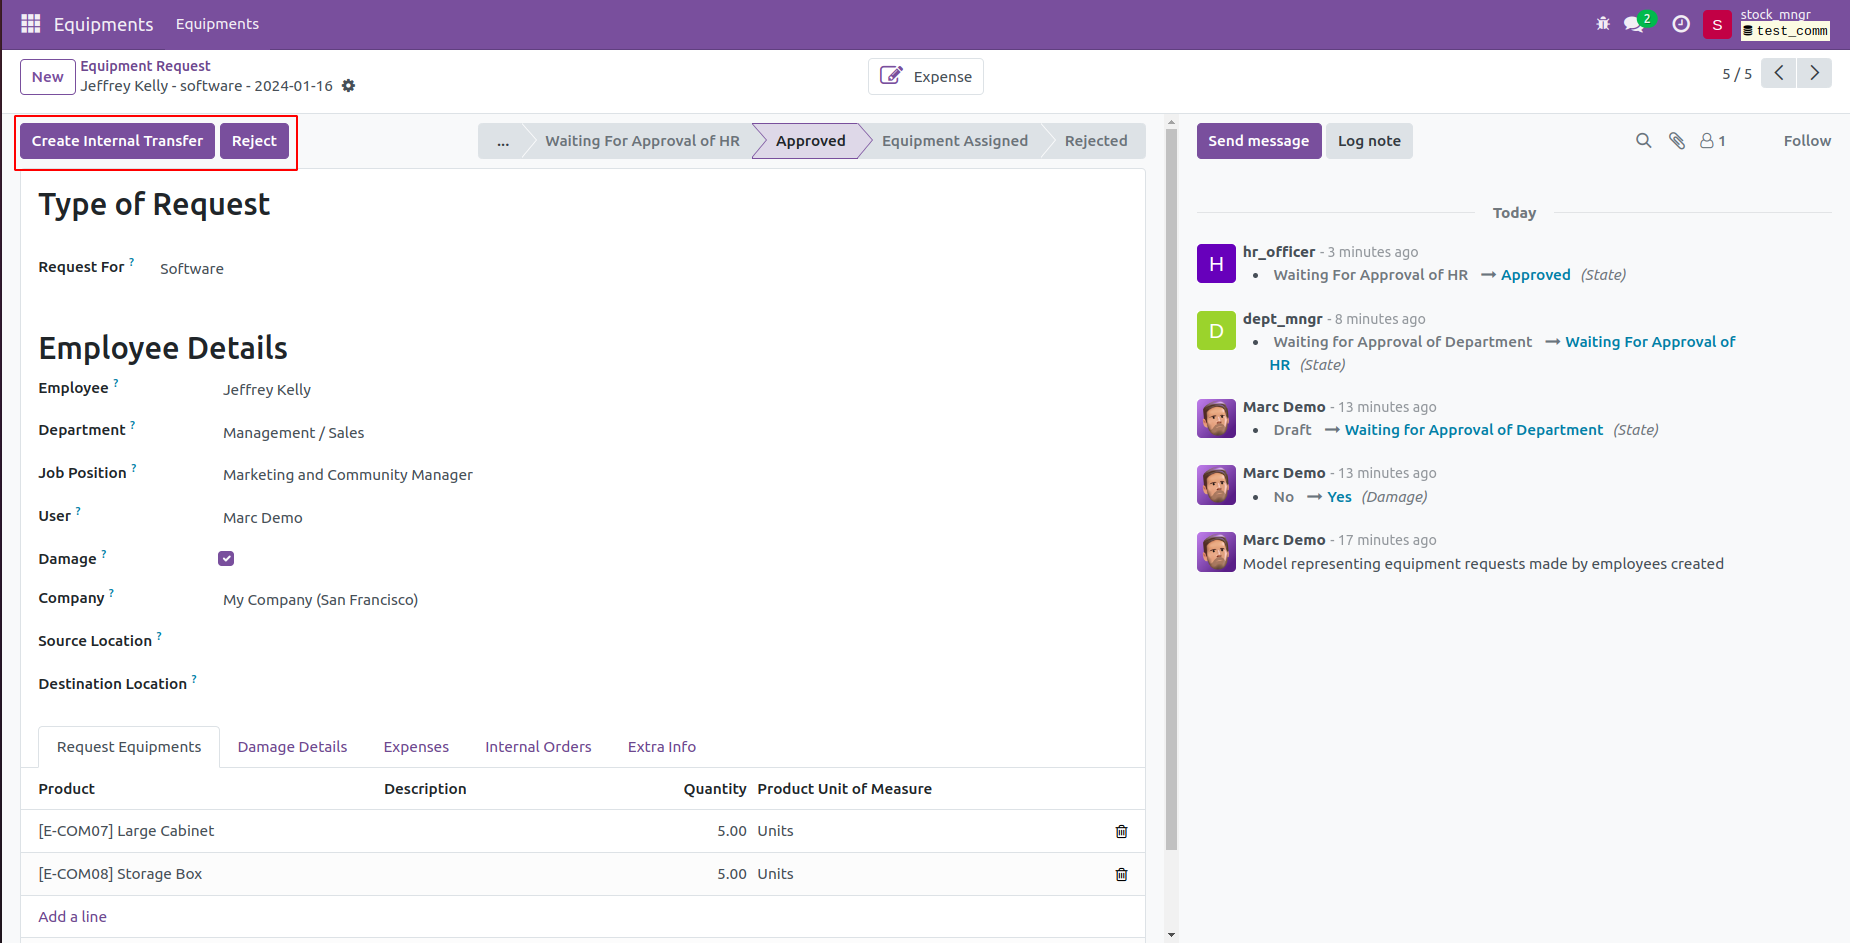 Equipments Equipments 2 S stock_mngr
test_comm
New Equipment Request
Jeffrey Kelly - software - 2024-01-16
Expense
5 / 5
Create Internal Transfer Reject
... Waiting For Approval of HR Approved Equipment Assigned Rejected
Send message Log note 1 Follow
Type of Request
Request For ? Software
Employee Details
Employee ? Jeffrey Kelly
Department ? Management / Sales
Job Position ? Marketing and Community Manager
User ? Marc Demo
Damage ?
Company ? My Company (San Francisco)
Source Location ?
Destination Location ?
Request Equipments Damage Details Expenses Internal Orders Extra Info
Product Description Quantity Product Unit of Measure
[E-COM07] Large Cabinet 5.00 Units
[E-COM08] Storage Box 5.00 Units
Add a line
Today
H hr_officer - 3 minutes ago
• Waiting For Approval of HR → Approved (State)
D dept_mngr - 8 minutes ago
• Waiting for Approval of Department → Waiting For Approval of
HR (State)
Marc Demo - 13 minutes ago
• Draft → Waiting for Approval of Department (State)
Marc Demo - 13 minutes ago
• No → Yes (Damage)
Marc Demo - 17 minutes ago
Model representing equipment requests made by employees created